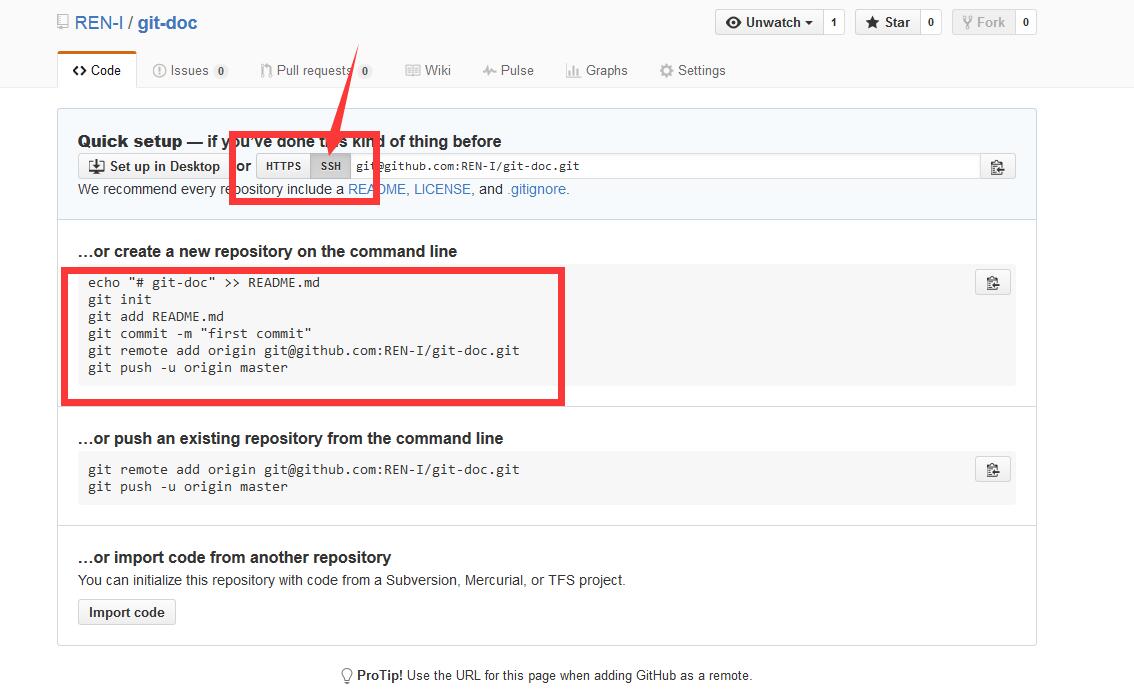 REN-I / git-doc
Unwatch 1 Star 0 Fork 0
Code Issues 0 Pull requests 0 Wiki Pulse Graphs Settings
Quick setup — if you've done this kind of thing before
Set up in Desktop or HTTPS SSH git@github.com:REN-I/git-doc.git
We recommend every repository include a README, LICENSE, and .gitignore.
…or create a new repository on the command line
echo "# git-doc" >> README.md
git init
git add README.md
git commit -m "first commit"
git remote add origin git@github.com:REN-I/git-doc.git
git push -u origin master
…or push an existing repository from the command line
git remote add origin git@github.com:REN-I/git-doc.git
git push -u origin master
…or import code from another repository
You can initialize this repository with code from a Subversion, Mercurial, or TFS project.
Import code
ProTip! Use the URL for this page when adding GitHub as a remote.